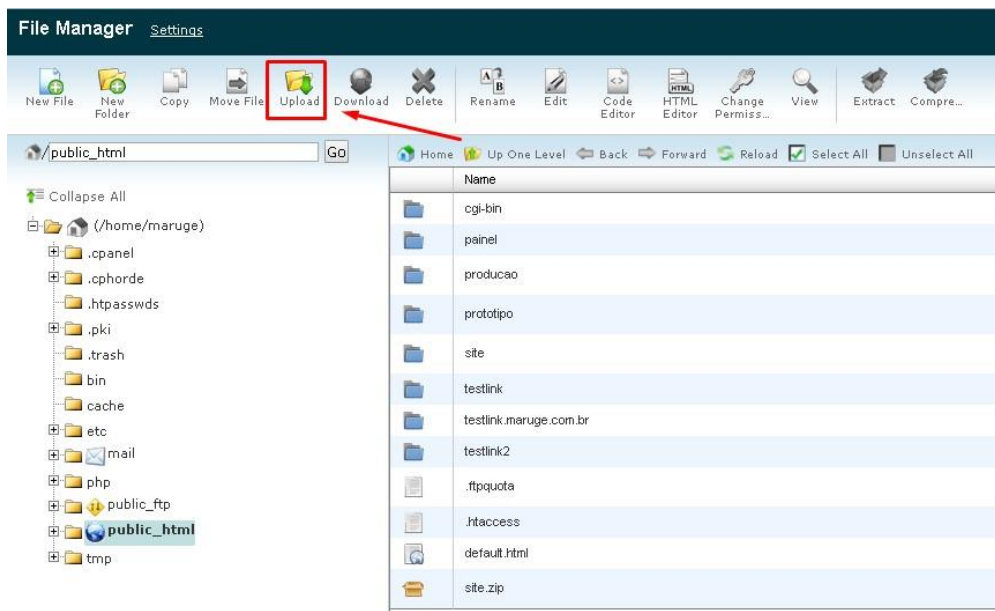 File Manager Settings
New File
New Folder
Copy
Move File
Upload
Download
Delete
Rename
Edit
Code Editor
HTML Editor
Change Permiss...
View
Extract
Compre...
/public_html Go
Home Up One Level Back Forward Reload Select All Unselect All
Collapse All
(/home/maruge)
.cpanel
.cphorde
.htpasswds
.pki
.trash
bin
cache
etc
mail
php
public_ftp
public_html
tmp
Name
cgi-bin
painel
producao
prototipo
site
testlink
testlink.maruge.com.br
testlink2
.ftpquota
.htaccess
default.html
site.zip